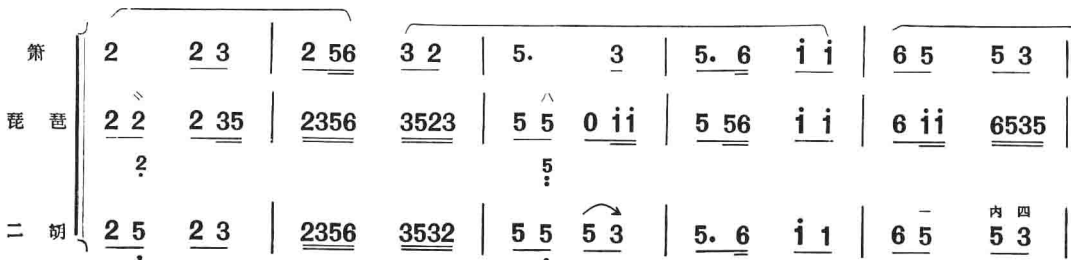 箫 2 2 3 | 2 56 3 2 | 5. 3 | 5. 6 i i | 6 5 5 3
琵琶 2 2 2 35 | 2356 3523 | 5 5 0 ii | 5 56 i i | 6 ii 6535 |
2 5
二胡 2 5 2 3 | 2356 3532 | 5 5 5 3 | 5. 6 i 1 | 6 5 5 3 |
一 内 四